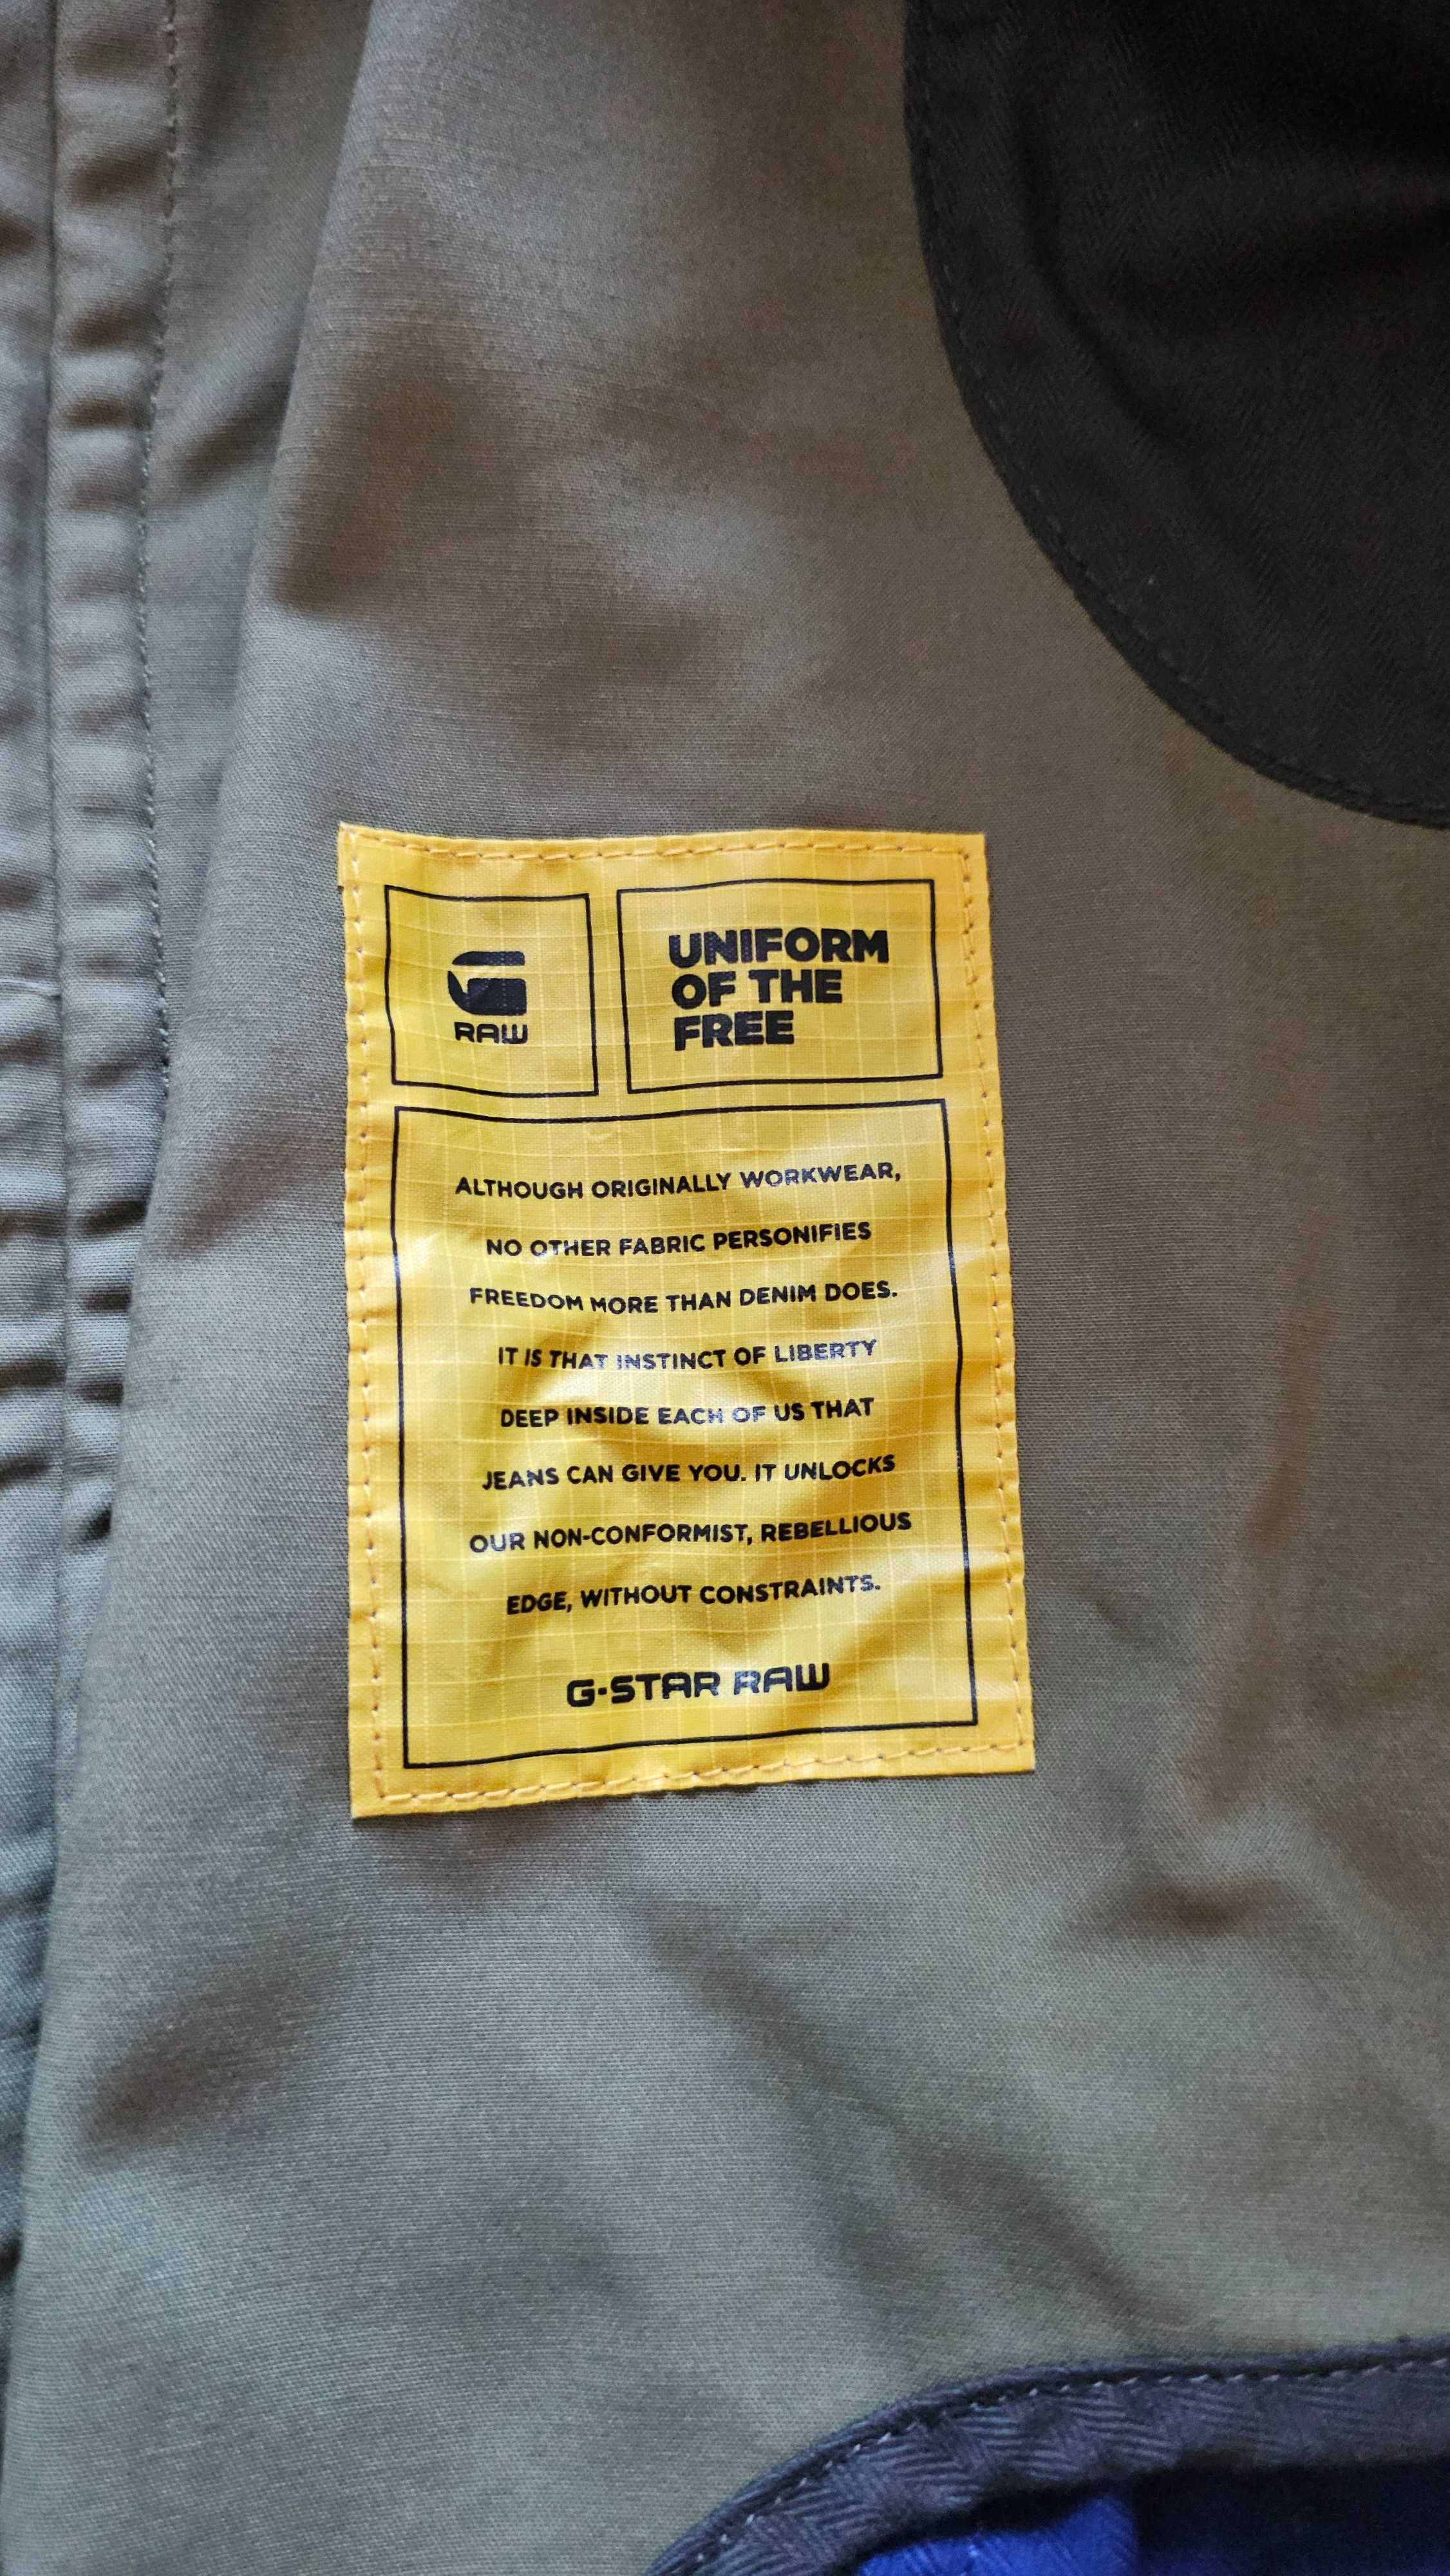 RAW
UNIFORM
OF THE
FREE
ALTHOUGH ORIGINALLY WORKWEAR,
NO OTHER FABRIC PERSONIFIES
FREEDOM MORE THAN DENIM DOES.
IT IS THAT INSTINCT OF LIBERTY
DEEP INSIDE EACH OF US THAT
JEANS CAN GIVE YOU. IT UNLOCKS
OUR NON-CONFORMIST, REBELLIOUS
EDGE, WITHOUT CONSTRAINTS.
G-STAR RAW